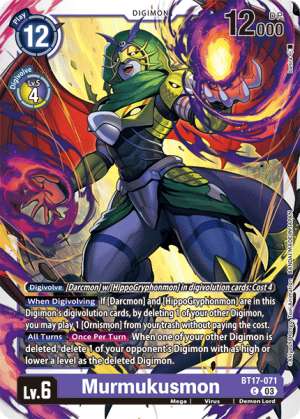 Play
12
DIGIMON
DP
12000
Digivolve
Lv.5
4
Digivolve [Darcmon] w/[HippoGryphonmon] in digivolution cards: Cost 4
When Digivolving If [Darcmon] and [HippoGryphonmon] are in this
Digimon's digivolution cards, by deleting 1 of your other Digimon,
you may play 1 [Ornismon] from your trash without paying the cost.
All Turns Once Per Turn When one of your other Digimon is
deleted, delete 1 of your opponent's Digimon with as high or
lower a level as the deleted Digimon.
BT17-071
Lv.6
Murmukusmon
C 03
Mega
Virus
Demon Lord